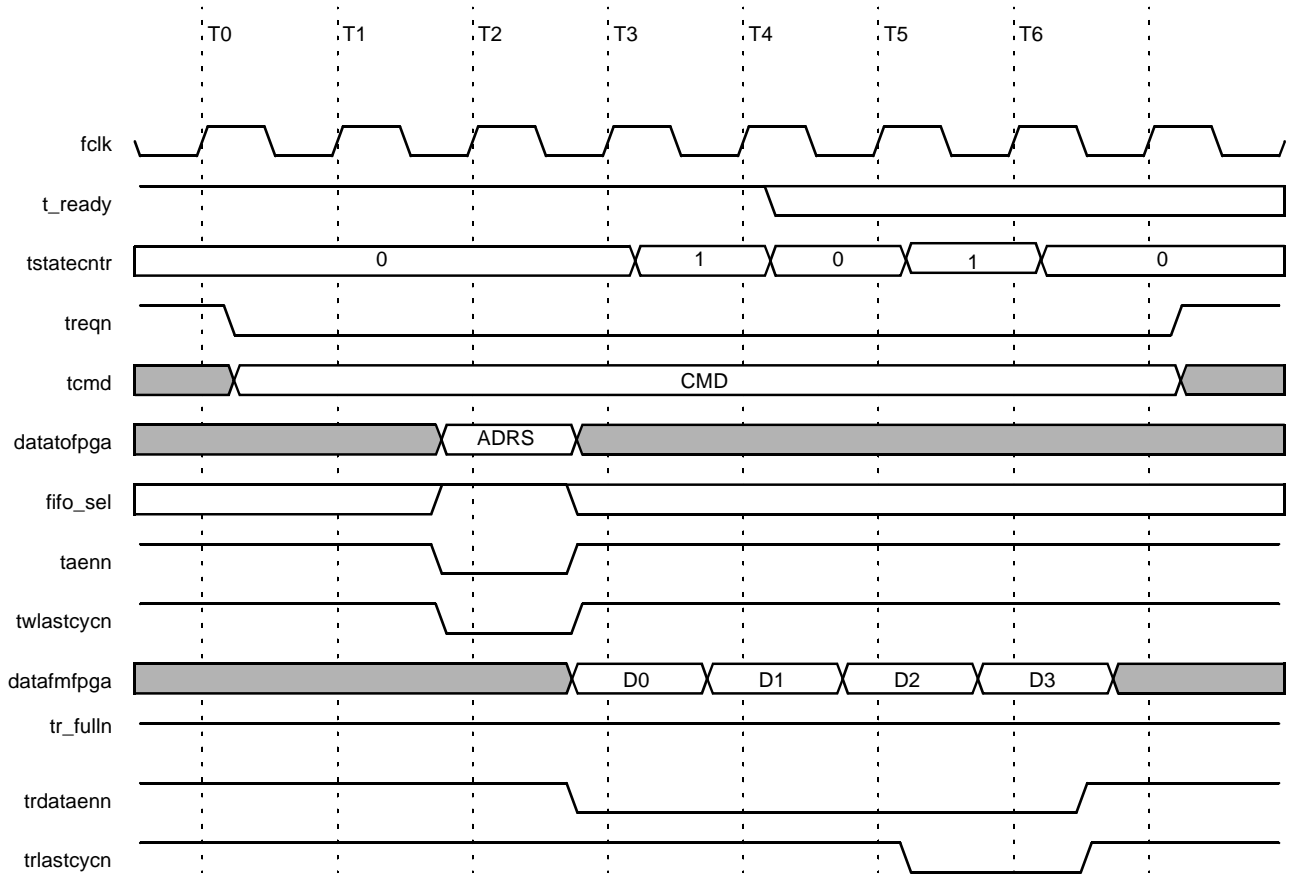 T0 T1 T2 T3 T4 T5 T6
fclk
t_ready
tstatecntr 0 1 0 1 0
treqn
tcmd CMD
datatofpga ADRS
fifo_sel
taenn
twlastcycn
datafmfpga D0 D1 D2 D3
tr_fulln
trdataenn
trlastcycn